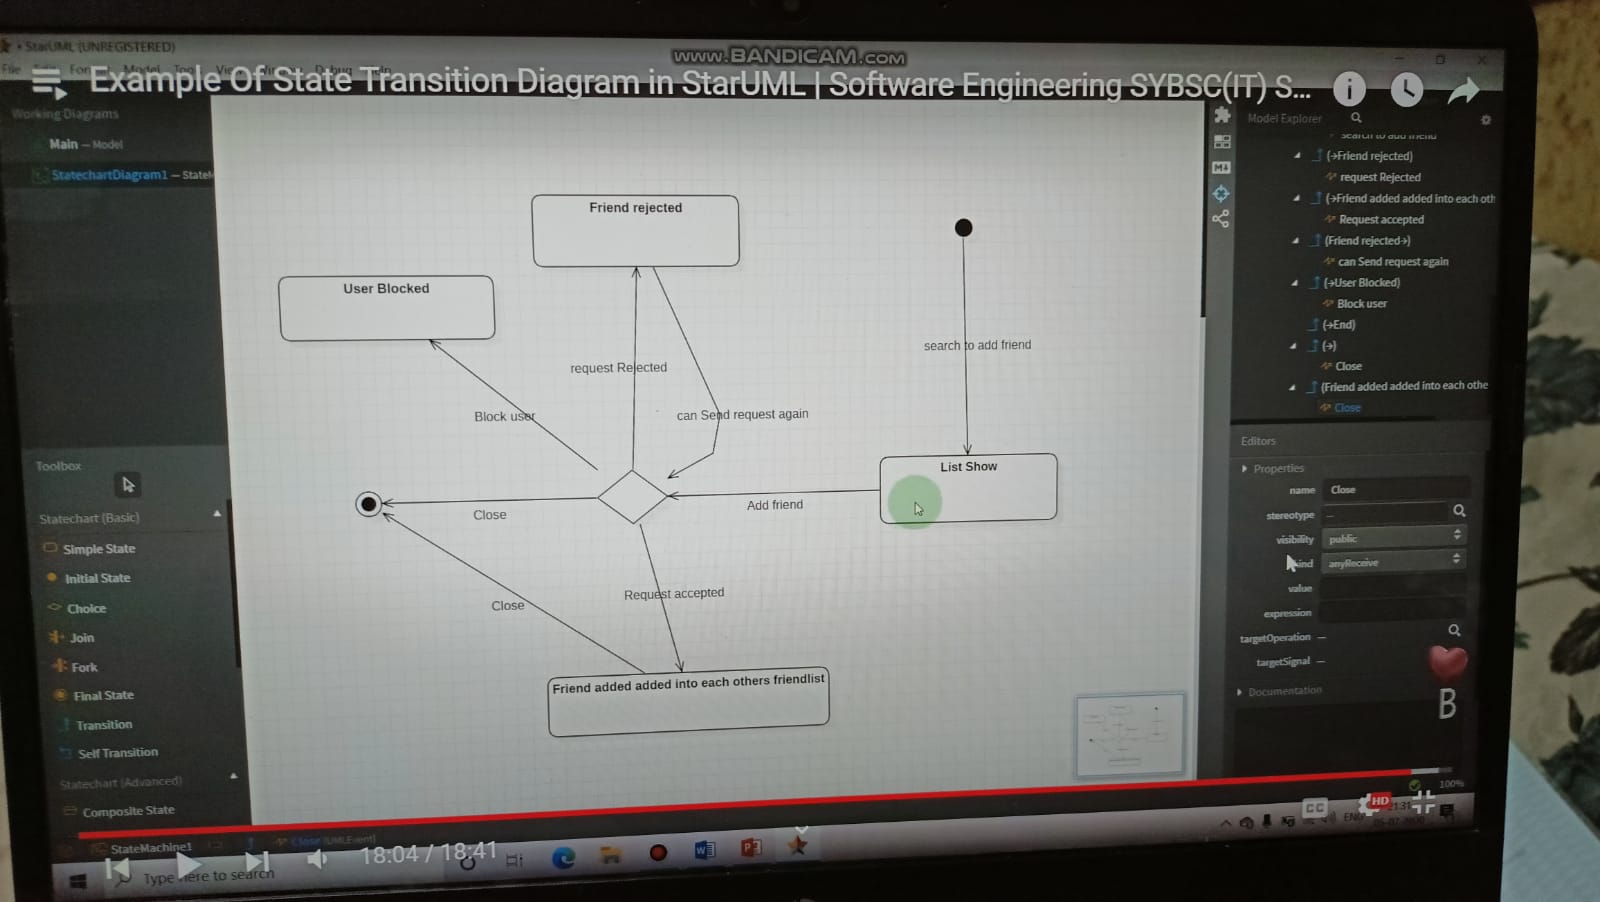 StarUML (UNREGISTERED)
www.BANDICAM.com
File
Model
Debug
Example Of State Transition Diagram in StarUML | Software Engineering SYBSC(IT) S...
Working Diagrams
Main — Model
StatechartDiagram1 — StateM
Friend rejected
User Blocked
search to add friend
request Rejected
Block user
can Send request again
List Show
Add friend
Close
Request accepted
Close
Friend added added into each others friendlist
Toolbox
Statechart (Basic)
Simple State
Initial State
Choice
Join
Fork
Final State
Transition
Self Transition
Statechart (Advanced)
Composite State
Model Explorer
search to add friend
(→Friend rejected)
request Rejected
(→Friend added added into each oth
Request accepted
(Friend rejected→)
can Send request again
(→User Blocked)
Block user
(→End)
(→)
Close
(Friend added added into each othe
Close
Editors
Properties
name Close
stereotype —
visibility public
kind anyReceive
value
expression
targetOperation —
targetSignal —
Documentation
B
100%
StateMachine1
Close (UMLEvent)
18:04 / 18:41
Type here to search
CC
HD
ENG
21:31